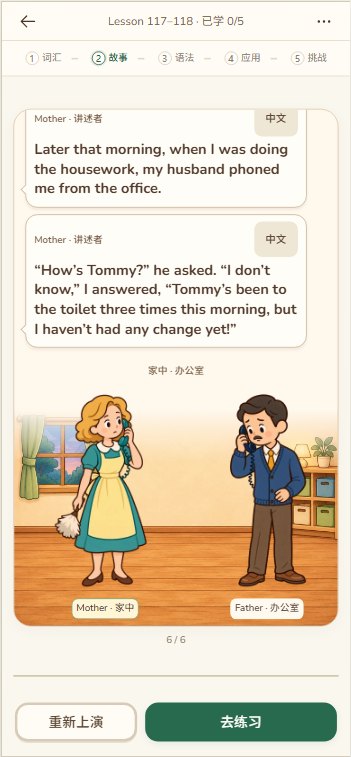 Lesson 117–118 · 已学 0/5
1 词汇 – 2 故事 – 3 语法 – 4 应用 – 5 挑战
Mother · 讲述者
中文
Later that morning, when I was doing
the housework, my husband phoned
me from the office.
Mother · 讲述者
中文
“How’s Tommy?” he asked. “I don’t
know,” I answered, “Tommy’s been to
the toilet three times this morning, but
I haven’t had any change yet!”
家中 · 办公室
Mother · 家中
Father · 办公室
6 / 6
重新上演
去练习